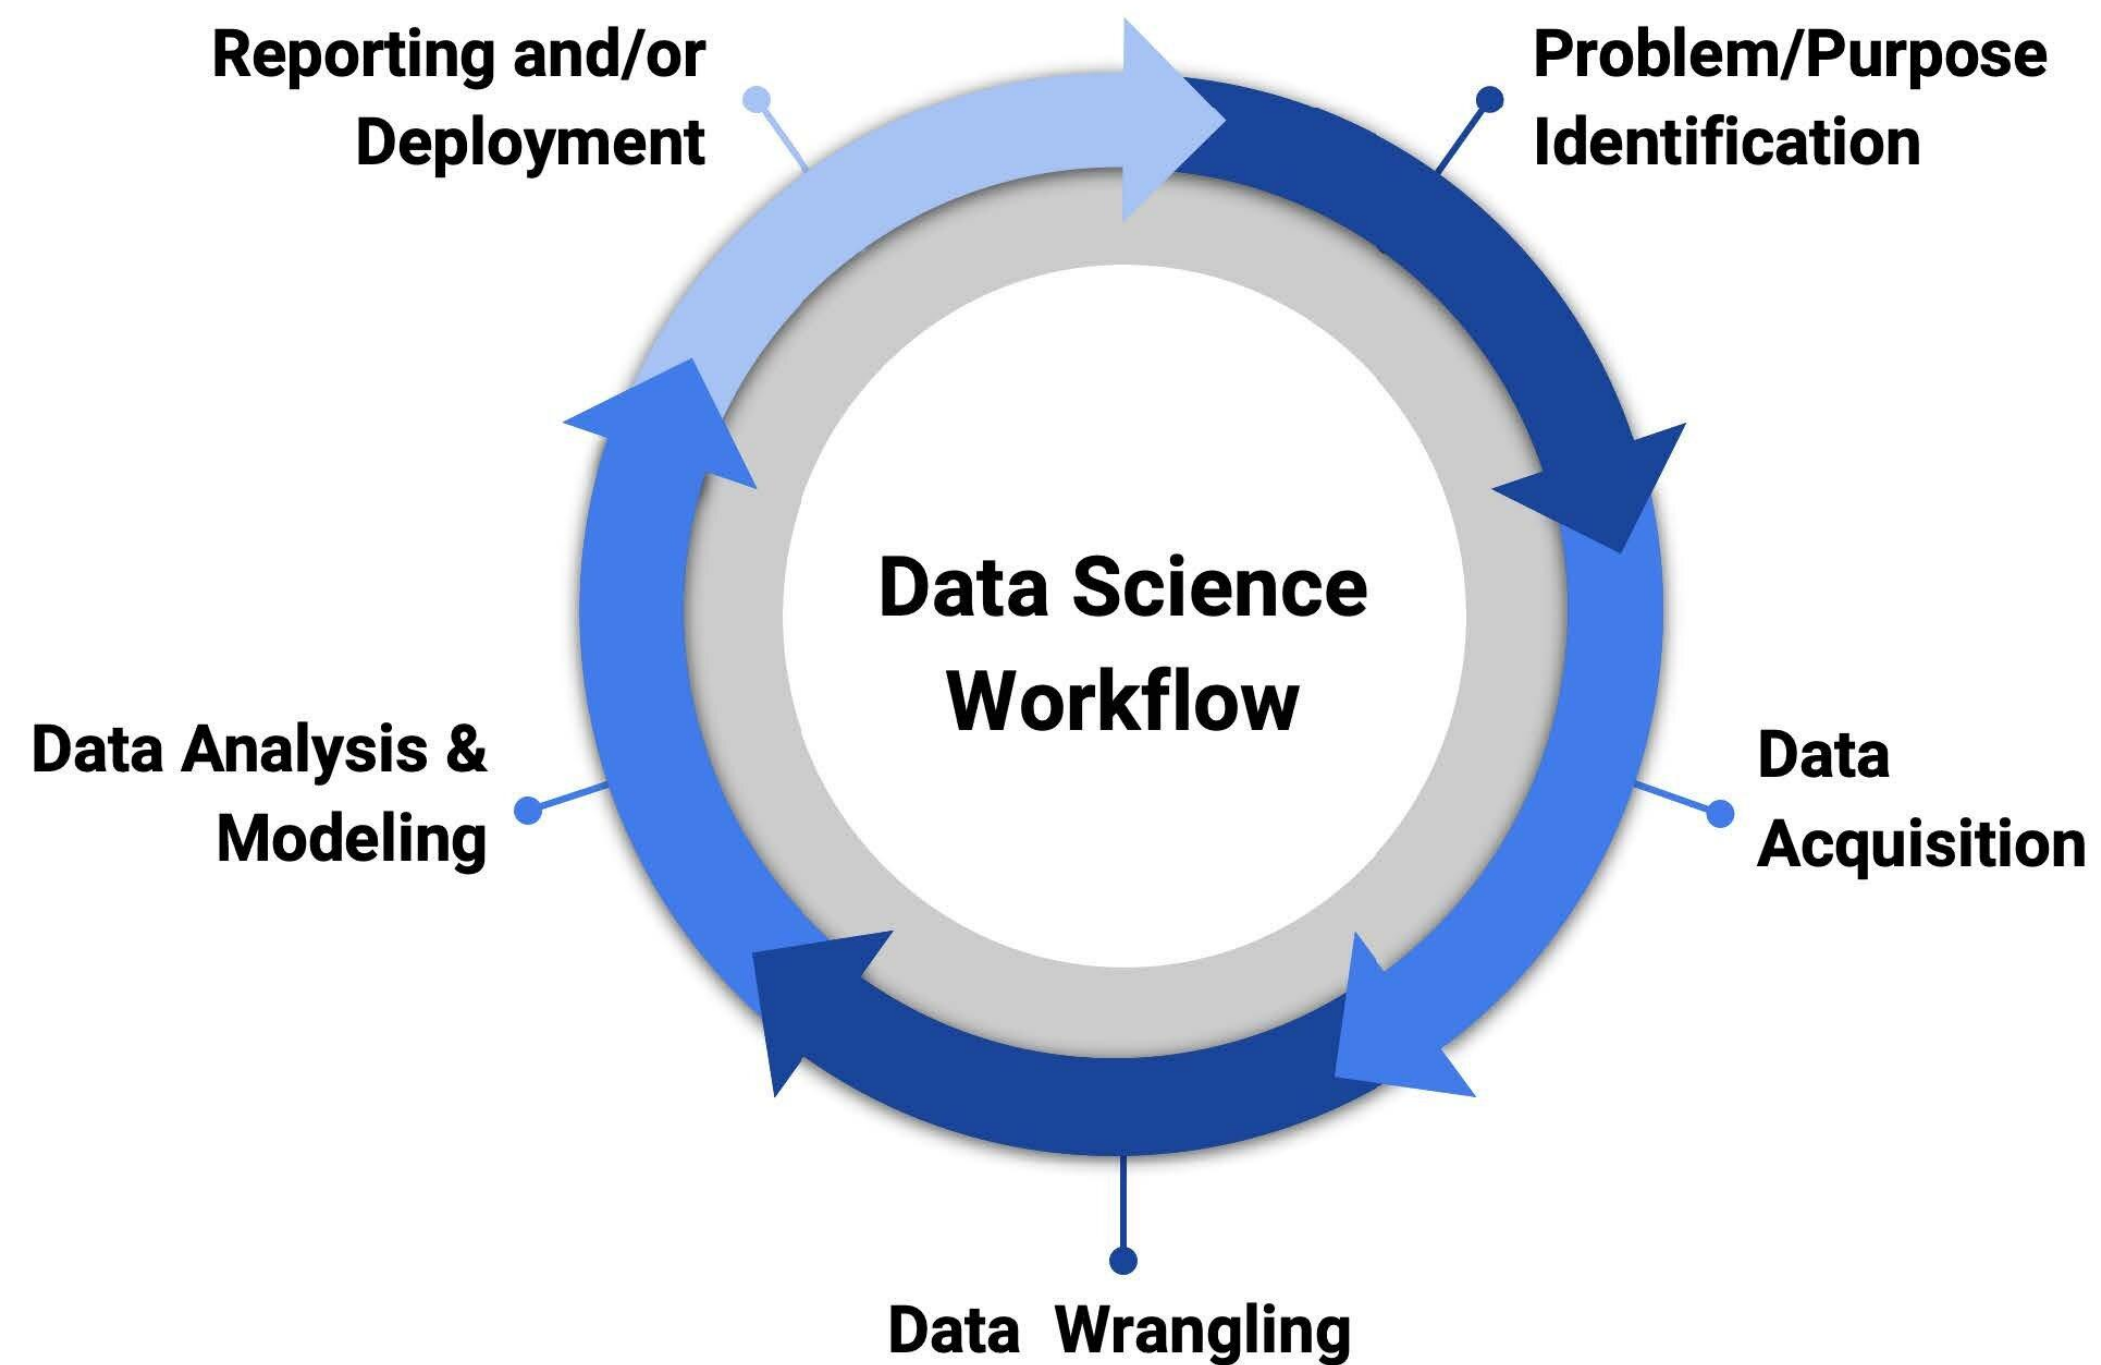 Reporting and/or
Deployment
Problem/Purpose
Identification
Data Science
Workflow
Data Analysis &
Modeling
Data
Acquisition
Data  Wrangling